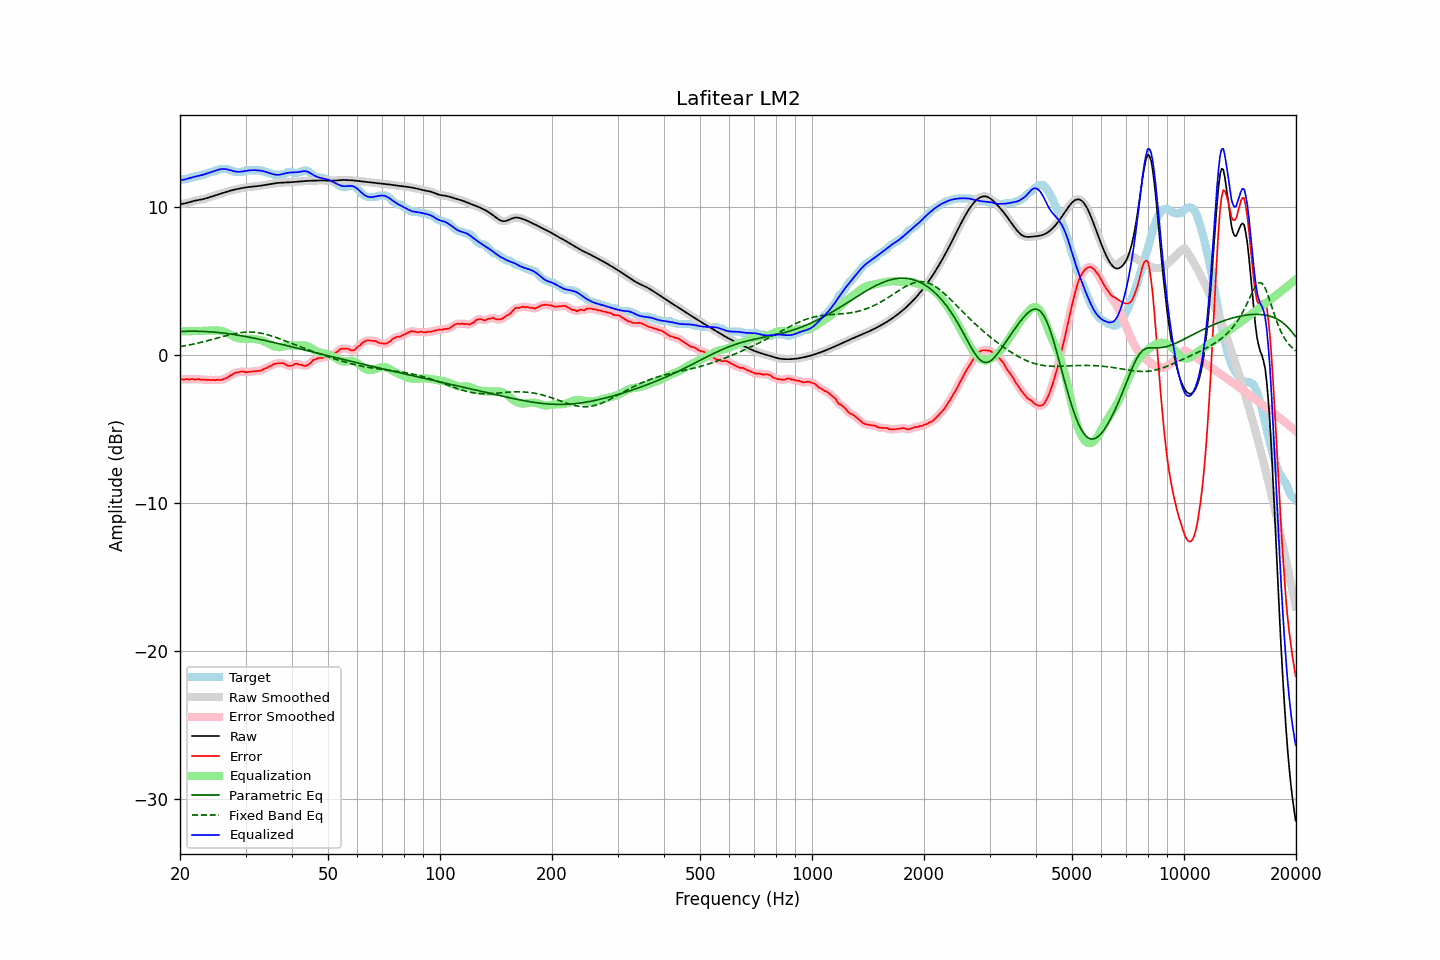 Lafitear LM2
Amplitude (dBr)
10
0
−10
−20
−30
Target
Raw Smoothed
Error Smoothed
Raw
Error
Equalization
Parametric Eq
Fixed Band Eq
Equalized
20 50 100 200 500 1000 2000 5000 10000 20000
Frequency (Hz)